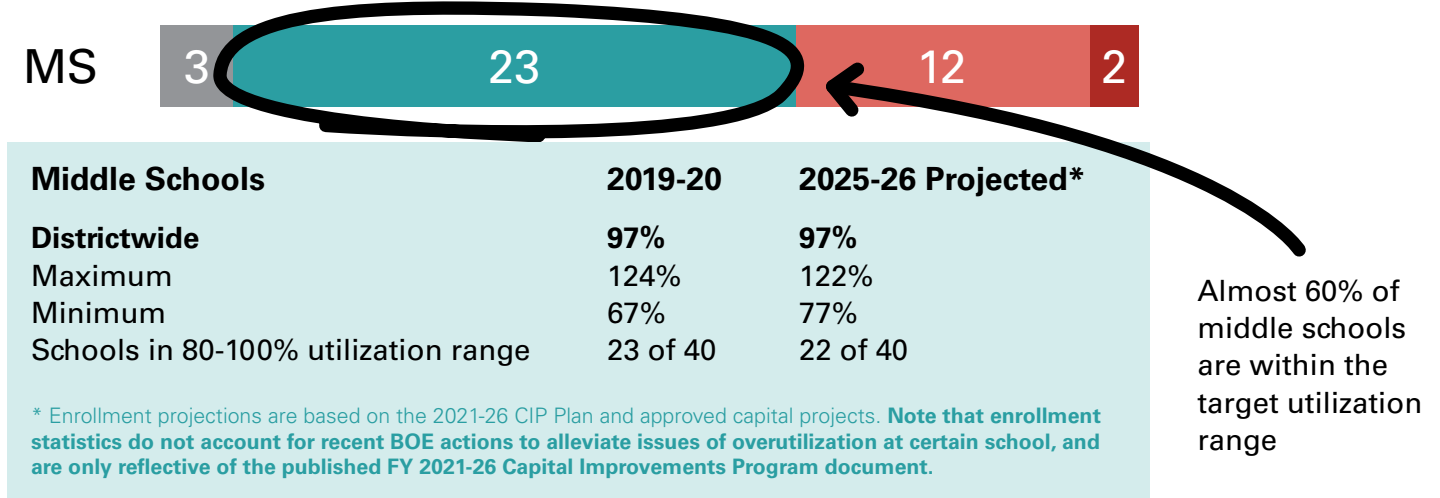 MS 3 23 12 2
Middle Schools 2019-20 2025-26 Projected*
Districtwide 97% 97%
Maximum 124% 122%
Minimum 67% 77%
Schools in 80-100% utilization range 23 of 40 22 of 40
* Enrollment projections are based on the 2021-26 CIP Plan and approved capital projects. Note that enrollment
statistics do not account for recent BOE actions to alleviate issues of overutilization at certain school, and
are only reflective of the published FY 2021-26 Capital Improvements Program document.
Almost 60% of
middle schools
are within the
target utilization
range